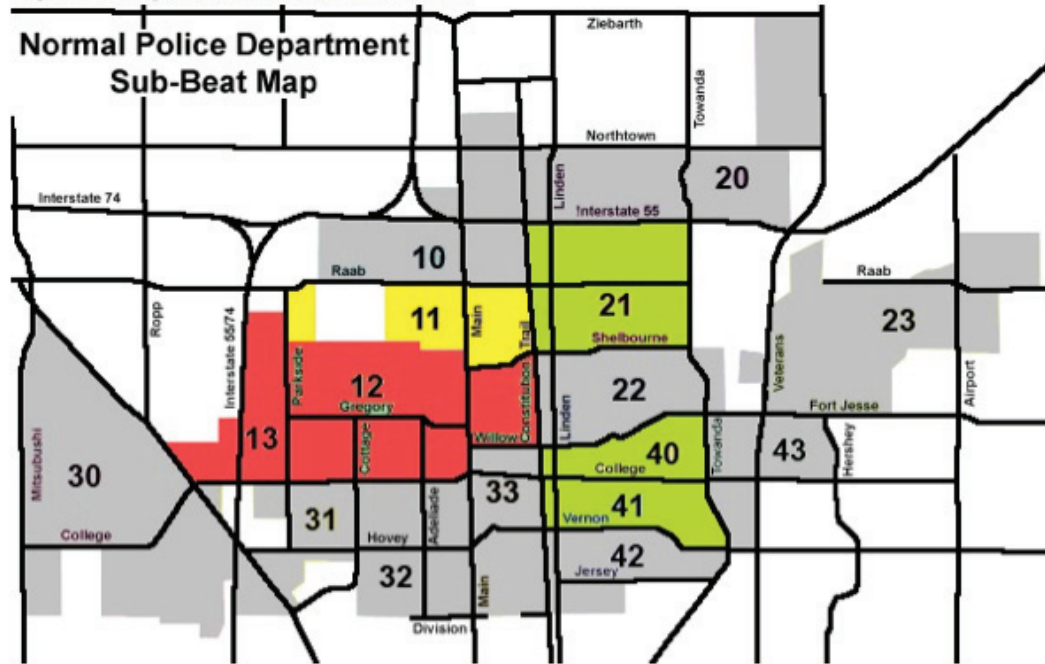 Normal Police Department
Sub-Beat Map
Ziebarth
Towanda
Northtown
20
Linden
Interstate 74
Interstate 55
10
Raab
Raab
Ropp
Interstate 55/74
11
Main
21
Shelbourne
23
Parkside
Constitution Trail
Veterans
Airport
12
Gregory
22
Linden
Fort Jesse
13
Cottage
Willow
40
Towanda
43
Hershey
Mitsubushi
30
College
33
31
Adeliade
41
Vernon
College
Hovey
42
Jersey
32
Main
Division